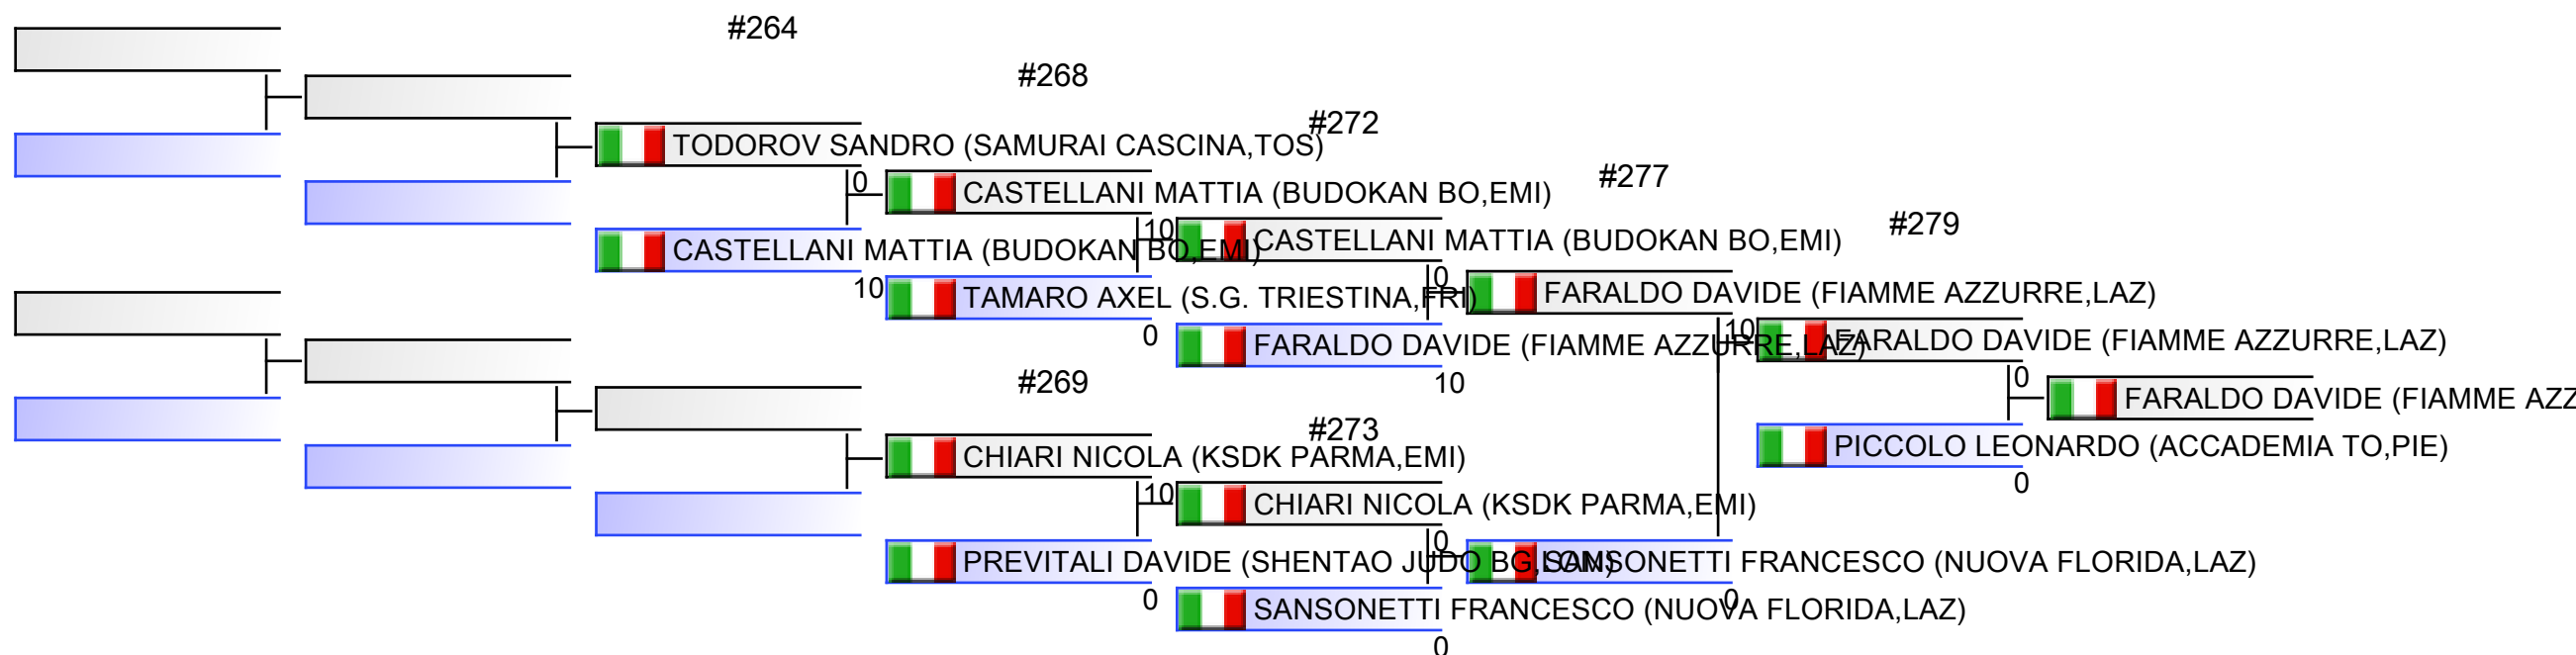 #264
#268
#272
TODOROV SANDRO (SAMURAI CASCINA,TOS)
#277
0
CASTELLANI MATTIA (BUDOKAN BO,EMI)
#279
10
CASTELLANI MATTIA (BUDOKAN BO,EMI)
CASTELLANI MATTIA (BUDOKAN BO,EMI)
0
10
TAMARO AXEL (S.G. TRIESTINA,FRI)
FARALDO DAVIDE (FIAMME AZZURRE,LAZ)
0
10
FARALDO DAVIDE (FIAMME AZZURRE,LAZ)
FARALDO DAVIDE (FIAMME AZZURRE,LAZ)
10
#269
0
FARALDO DAVIDE (FIAMME AZZ
#273
CHIARI NICOLA (KSDK PARMA,EMI)
PICCOLO LEONARDO (ACCADEMIA TO,PIE)
0
10
CHIARI NICOLA (KSDK PARMA,EMI)
0
PREVITALI DAVIDE (SHENTAO JUDO BG,LOM)
SANSONETTI FRANCESCO (NUOVA FLORIDA,LAZ)
0
0
SANSONETTI FRANCESCO (NUOVA FLORIDA,LAZ)
0